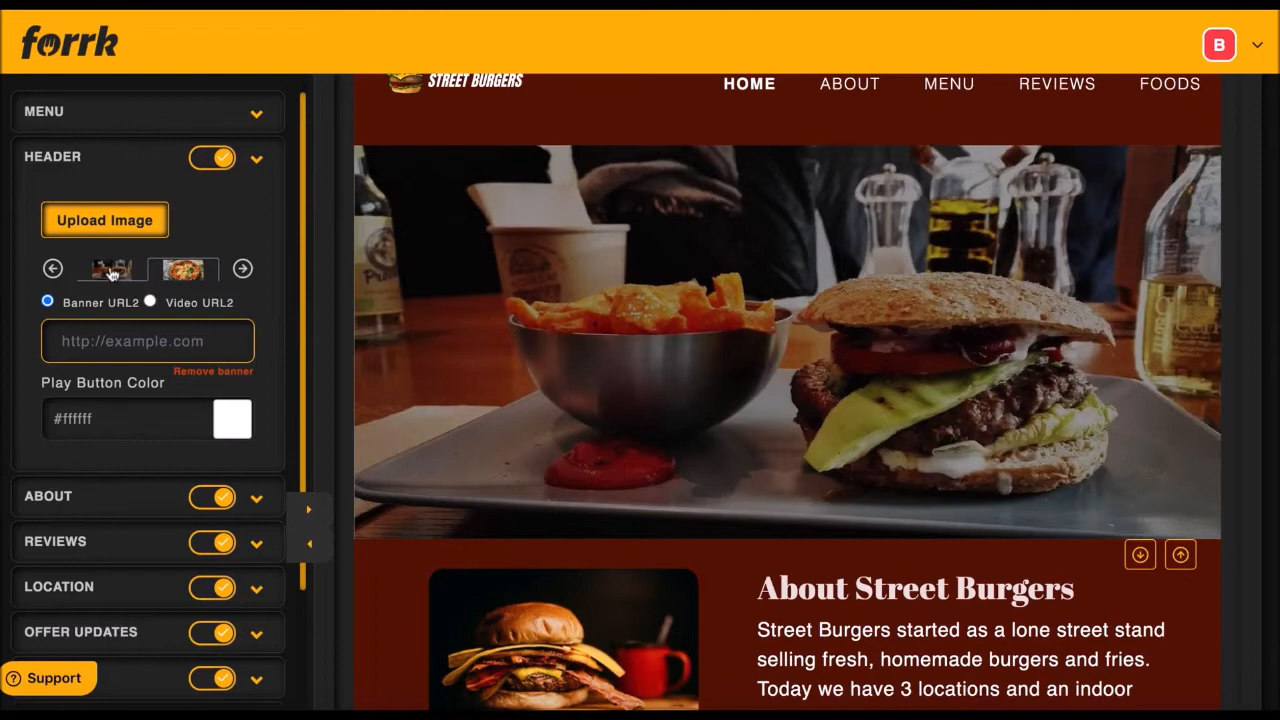 forrk
B
MENU
HEADER
Upload Image
Banner URL2
Video URL2
http://example.com
Remove banner
Play Button Color
#ffffff
ABOUT
REVIEWS
LOCATION
OFFER UPDATES
? Support
STREET BURGERS
HOME ABOUT MENU REVIEWS FOODS
About Street Burgers
Street Burgers started as a lone street stand
selling fresh, homemade burgers and fries.
Today we have 3 locations and an indoor